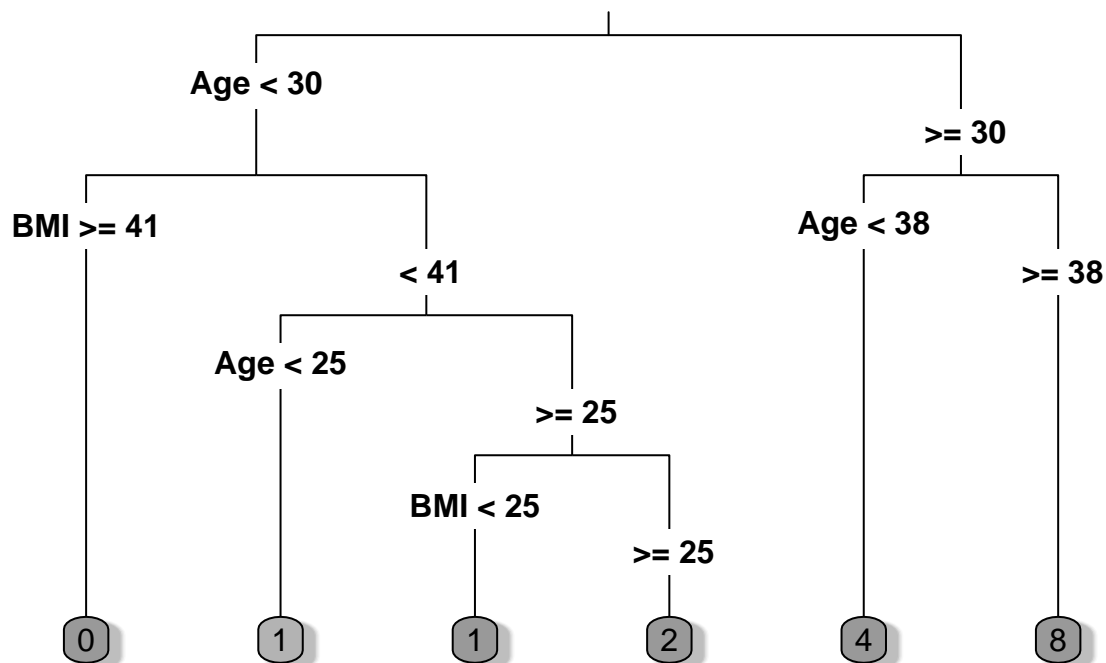 Age < 30
>= 30
BMI >= 41
Age < 38
< 41
>= 38
Age < 25
>= 25
BMI < 25
>= 25
0
1
1
2
4
8